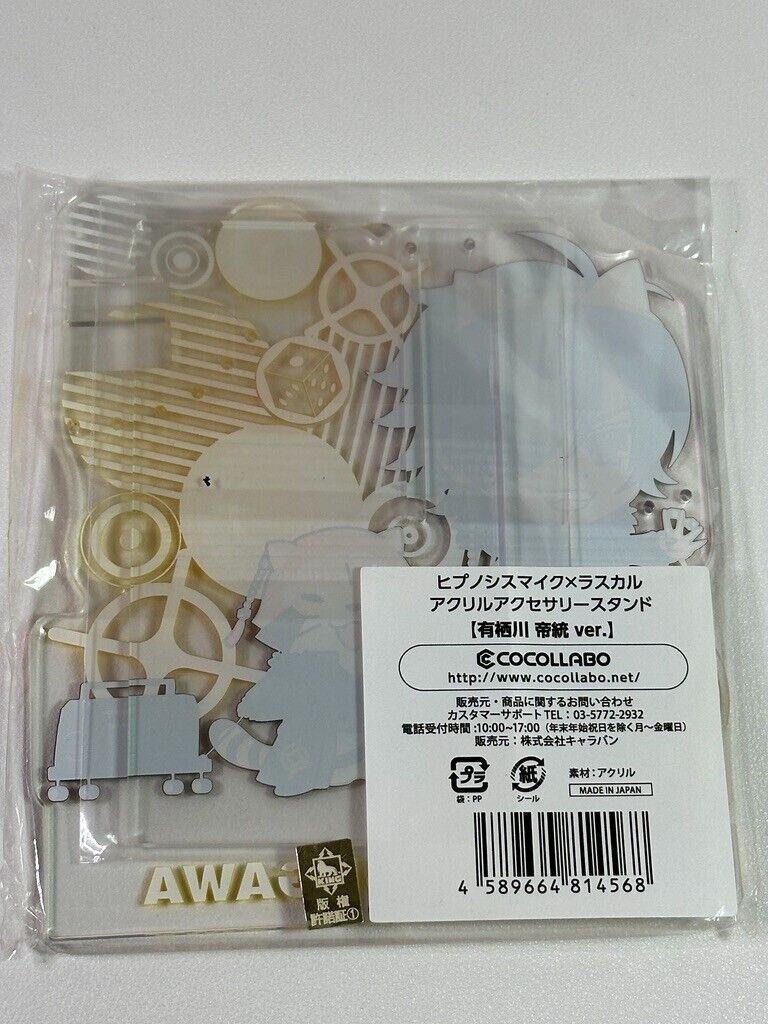 ヒプノシスマイク×ラスカル
アクリルアクセサリースタンド
【有栖川 帝統 ver.】
COCOLLABO
http://www.cocollabo.net/
販売元・商品に関するお問い合わせ
カスタマーサポート TEL：03-5772-2932
電話受付時間：10:00~17:00（年末年始祝日を除く月～金曜日）
販売元：株式会社キャラバン
プラ
袋：PP
紙
シール
素材：アクリル
MADE IN JAPAN
4 589664 814568
KING
版権
許諾証①